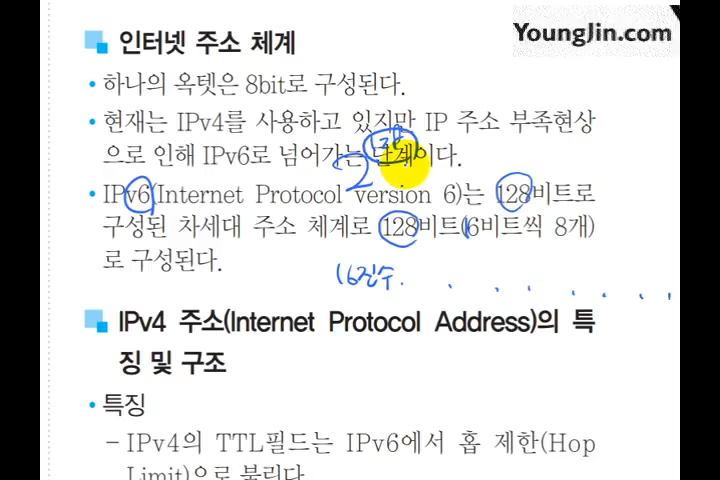 YoungJin.com
인터넷 주소 체계
• 하나의 옥텟은 8bit로 구성된다.
• 현재는 IPv4를 사용하고 있지만 IP 주소 부족현상
으로 인해 IPv6로 넘어가는 단계이다.
2
• IPv6(Internet Protocol version 6)는 128비트로
구성된 차세대 주소 체계로 128비트(16비트씩 8개)
로 구성된다.
16진수.
IPv4 주소(Internet Protocol Address)의 특
징 및 구조
• 특징
– IPv4의 TTL필드는 IPv6에서 홉 제한(Hop
Limit)으로 불린다.